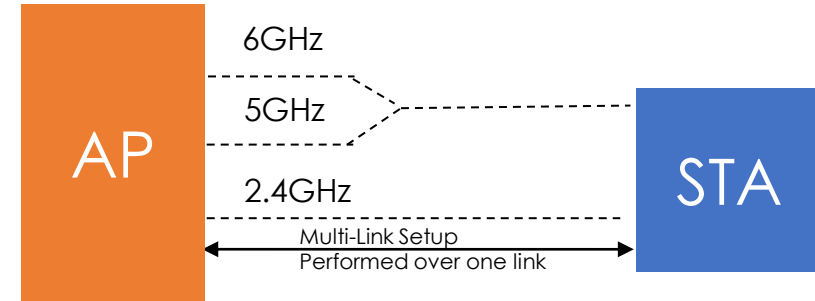 6GHz
AP
5GHz
STA
2.4GHz
Multi-Link Setup
Performed over one link